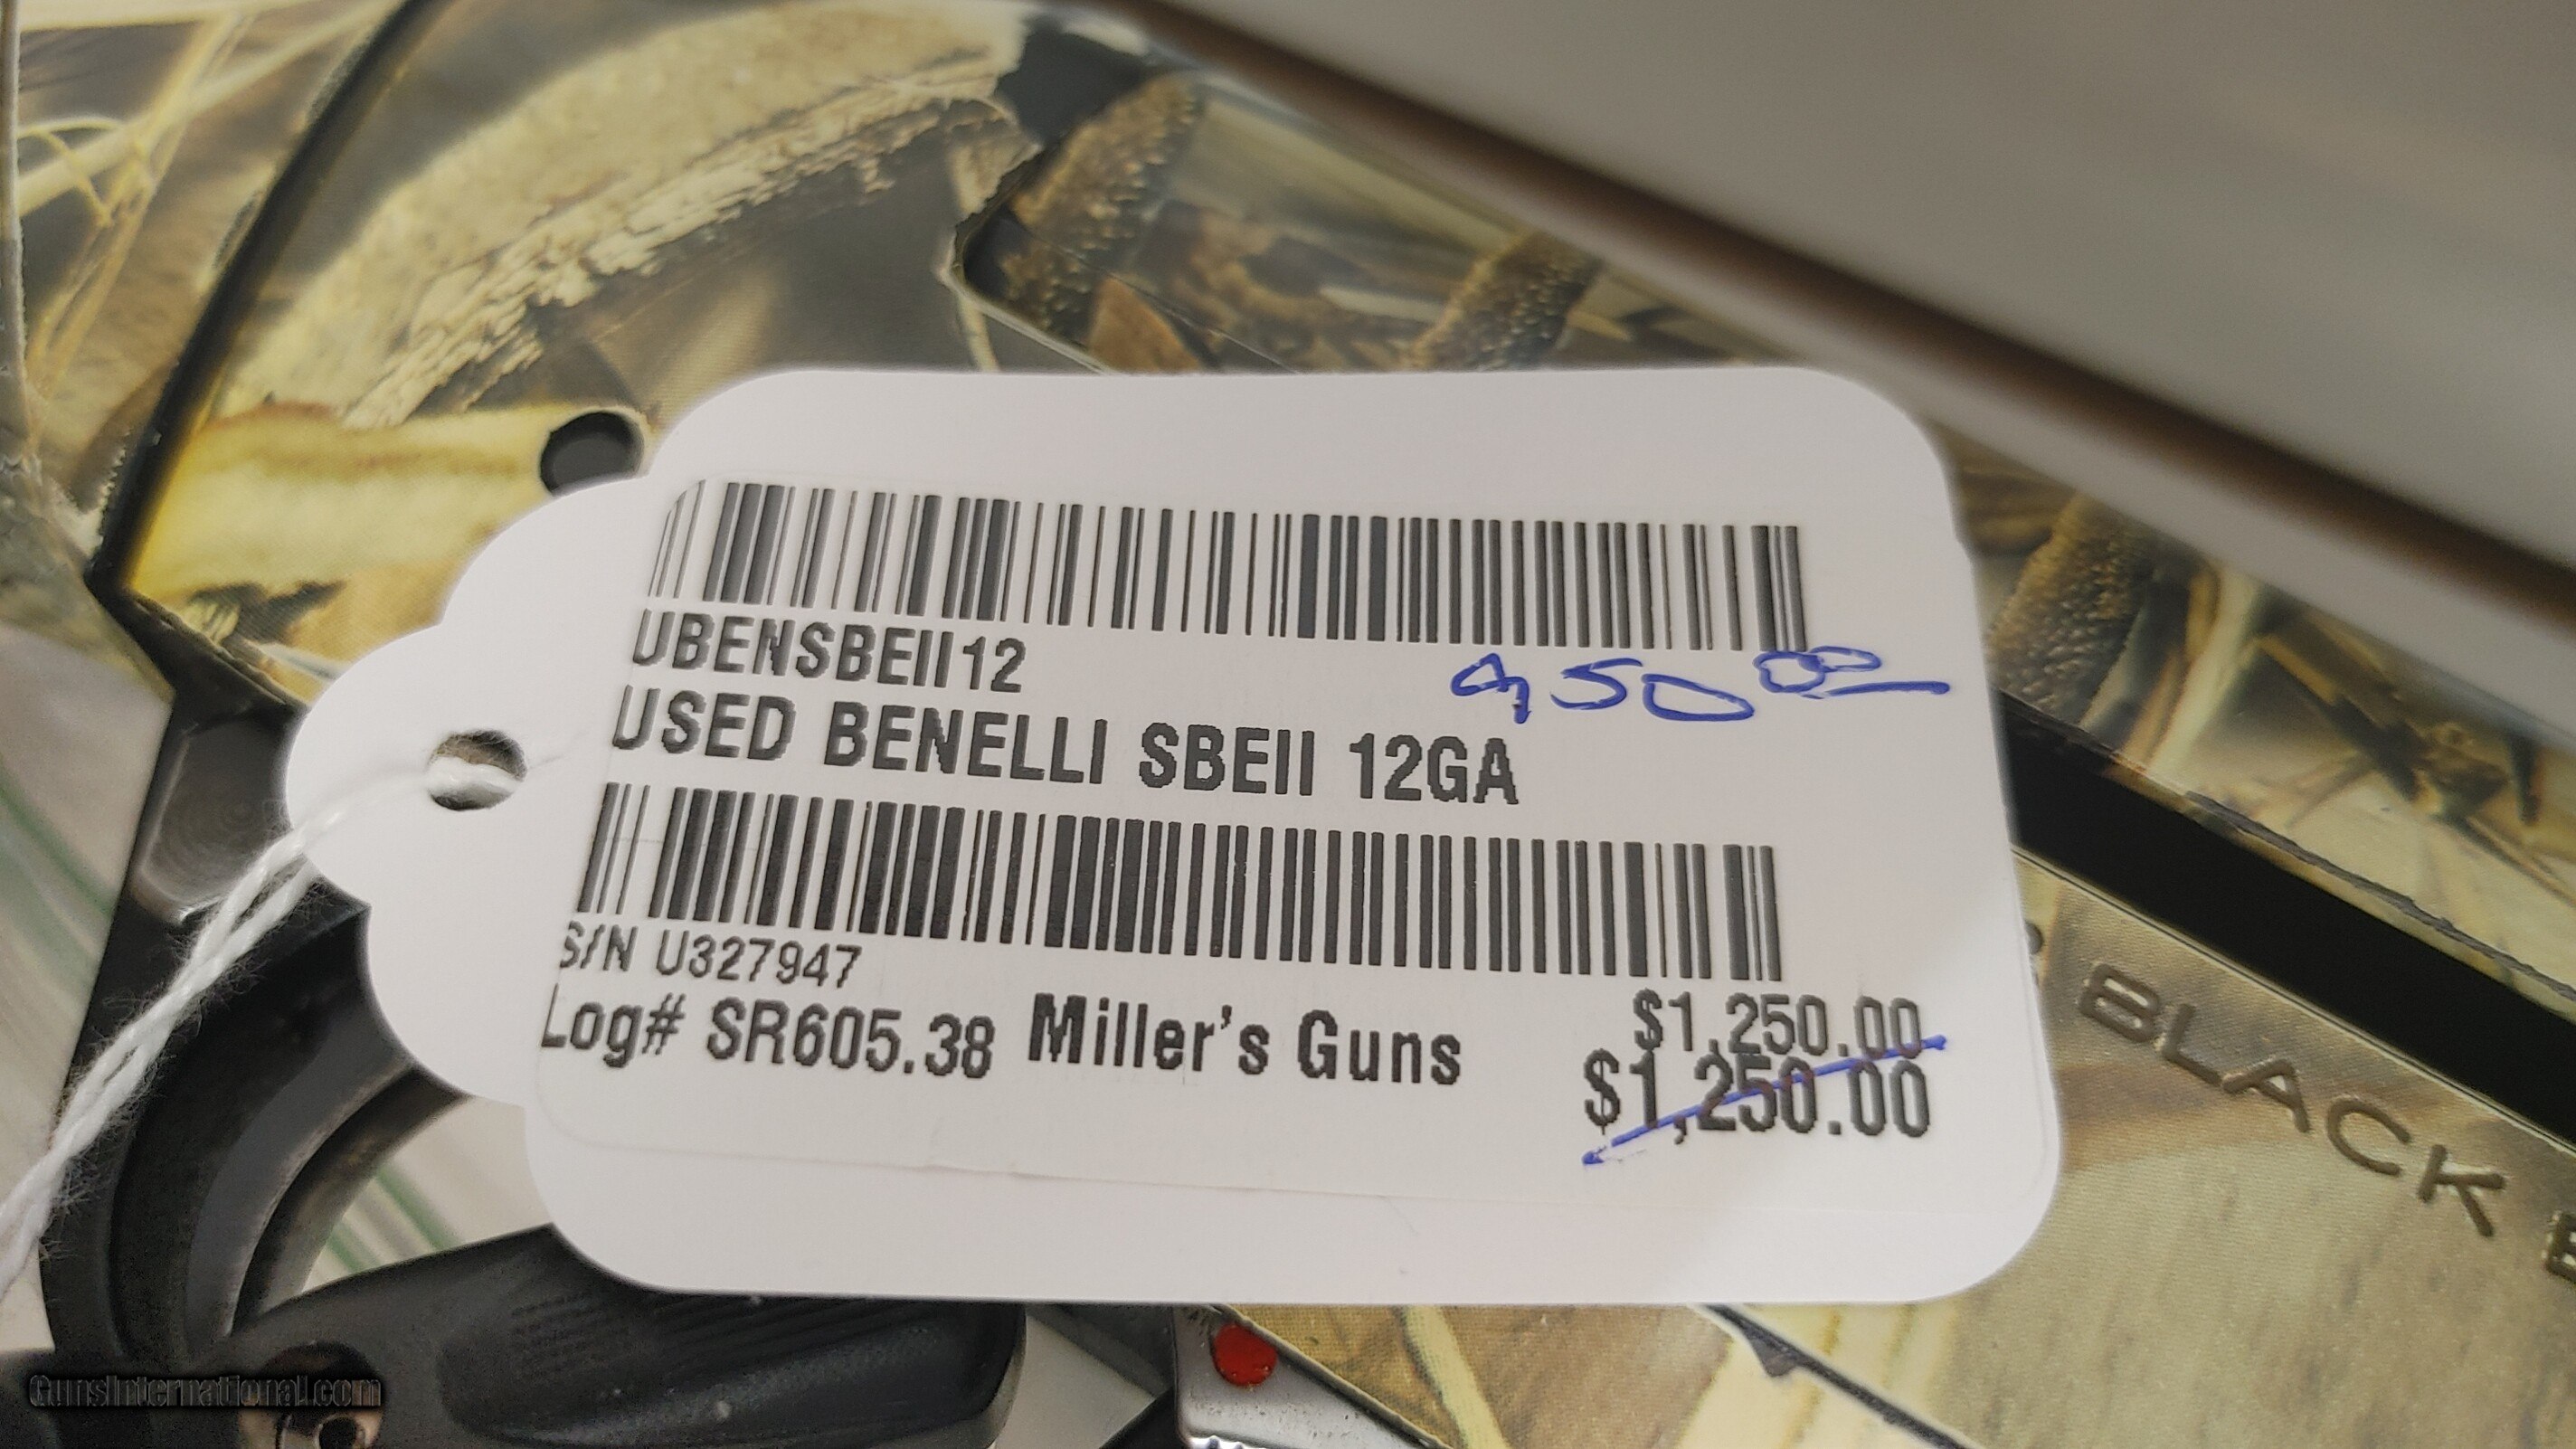 UBENSBEII12
950.00
USED BENELLI SBEII 12GA
S/N U327947
Log# SR605.38 Miller's Guns
$1,250.00
$1,250.00
BLACK
GunsInternational.com